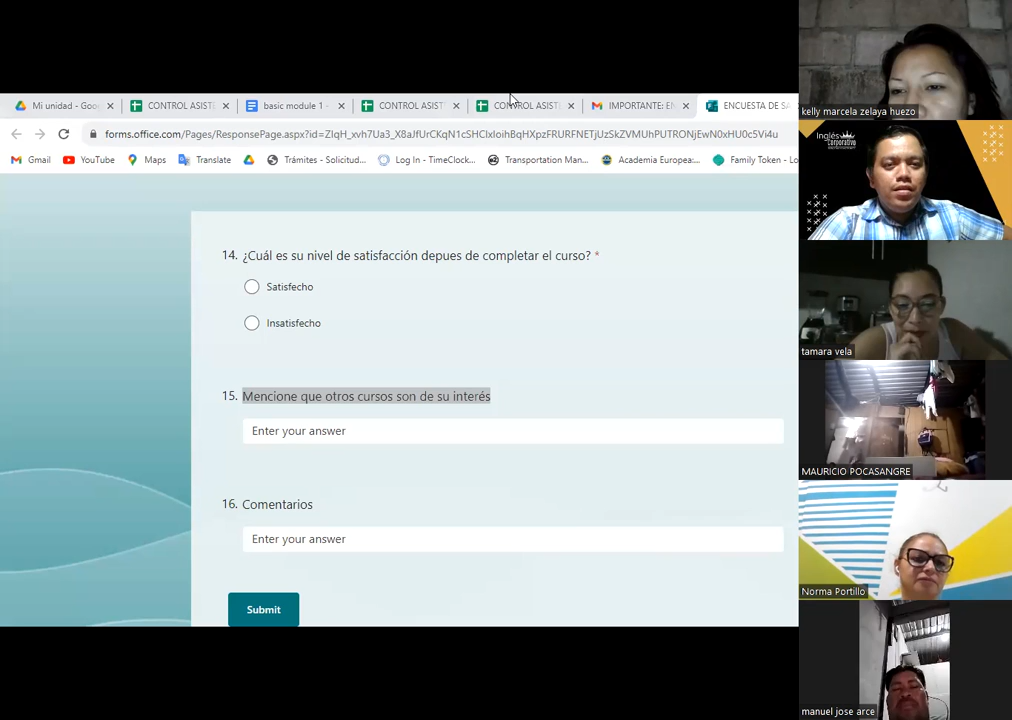 Mi unidad - Goog
CONTROL ASIST
basic module 1 -
CONTROL ASIST
CONTROL ASIST
IMPORTANTE: EN
ENCUESTA DE SA
forms.office.com/Pages/ResponsePage.aspx?id=ZIqH_xvh7Ua3_X8aJfUrCKqN1cSHClxIoihBqHXpzFRURFNETjUzSkZVMUhPUTRONjEwN0xHU0c5Vi4u
Gmail
YouTube
Maps
Translate
Trámites - Solicitud...
Log In - TimeClock...
Transportation Man...
Academia Europea:...
Family Token - Lo
14. ¿Cuál es su nivel de satisfacción depues de completar el curso? *
Satisfecho
Insatisfecho
15. Mencione que otros cursos son de su interés
Enter your answer
16. Comentarios
Enter your answer
Submit
kelly marcela zelaya huezo
Inglés
Corporativo
tamara vela
MAURICIO POCASANGRE
Norma Portillo
manuel jose arce